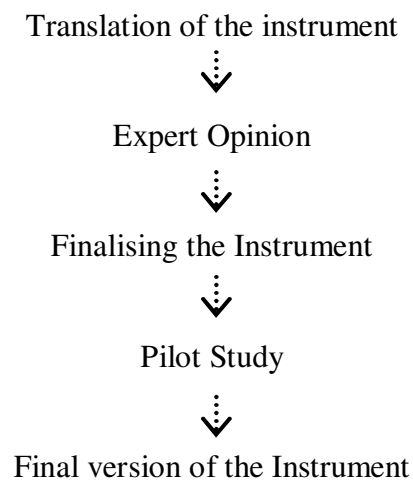 Translation of the instrument
Expert Opinion
Finalising the Instrument
Pilot Study
Final version of the Instrument